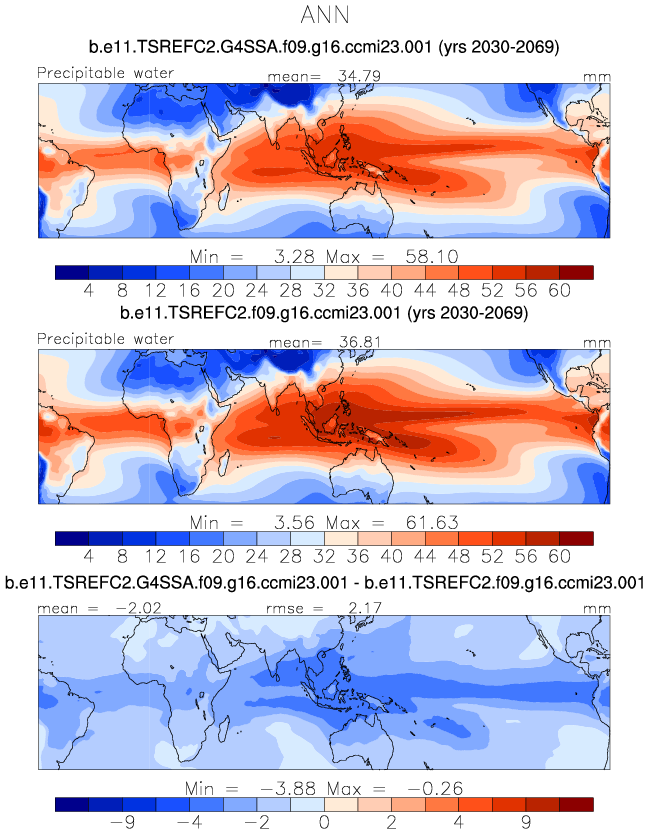 ANN
b.e11.TSREFC2.G4SSA.f09.g16.ccmi23.001 (yrs 2030-2069)
Precipitable water mean= 34.79 mm
Min = 3.28 Max = 58.10
4 8 12 16 20 24 28 32 36 40 44 48 52 56 60
b.e11.TSREFC2.f09.g16.ccmi23.001 (yrs 2030-2069)
Precipitable water mean= 36.81 mm
Min = 3.56 Max = 61.63
4 8 12 16 20 24 28 32 36 40 44 48 52 56 60
b.e11.TSREFC2.G4SSA.f09.g16.ccmi23.001 - b.e11.TSREFC2.f09.g16.ccmi23.001
mean = −2.02 rmse = 2.17 mm
Min = −3.88 Max = −0.26
−9 −4 −2 0 2 4 9